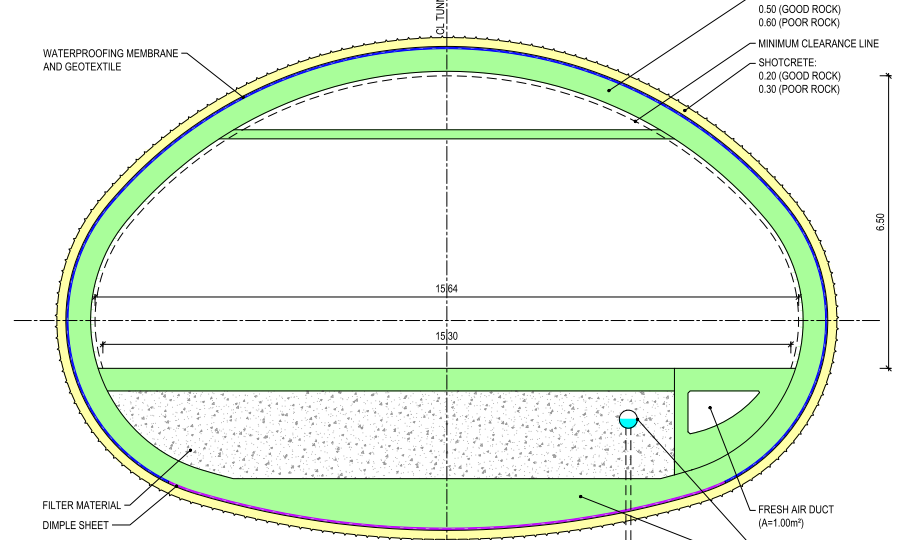 CL TUNN
0.50 (GOOD ROCK)
0.60 (POOR ROCK)
MINIMUM CLEARANCE LINE
SHOTCRETE:
0.20 (GOOD ROCK)
0.30 (POOR ROCK)
WATERPROOFING MEMBRANE
AND GEOTEXTILE
6.50
15.64
15.30
FILTER MATERIAL
DIMPLE SHEET
FRESH AIR DUCT
(A=1.00m²)